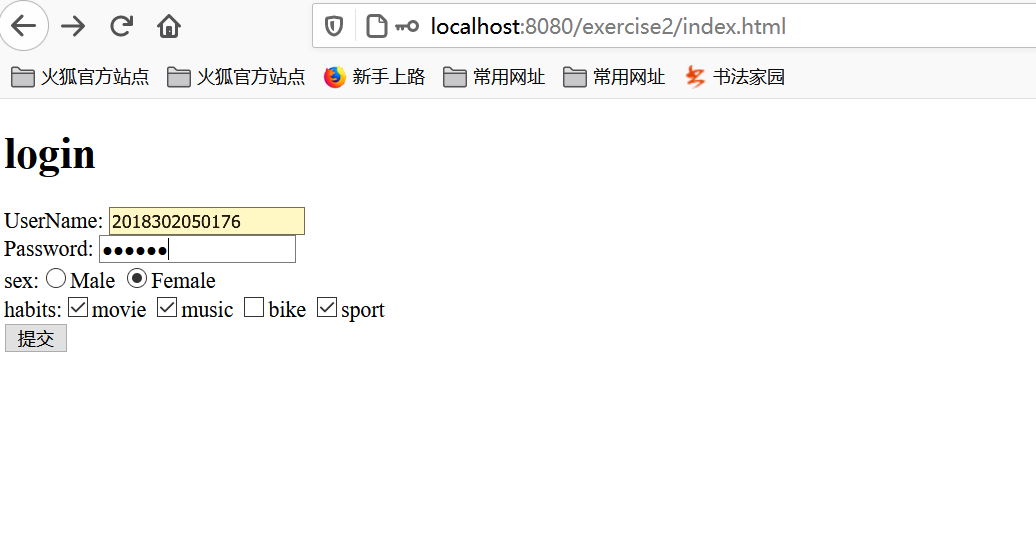 localhost:8080/exercise2/index.html
火狐官方站点 火狐官方站点 新手上路 常用网址 常用网址 书法家园
login
UserName: 2018302050176
Password: ●●●●●●
sex: Male Female
habits: movie music bike sport
提交